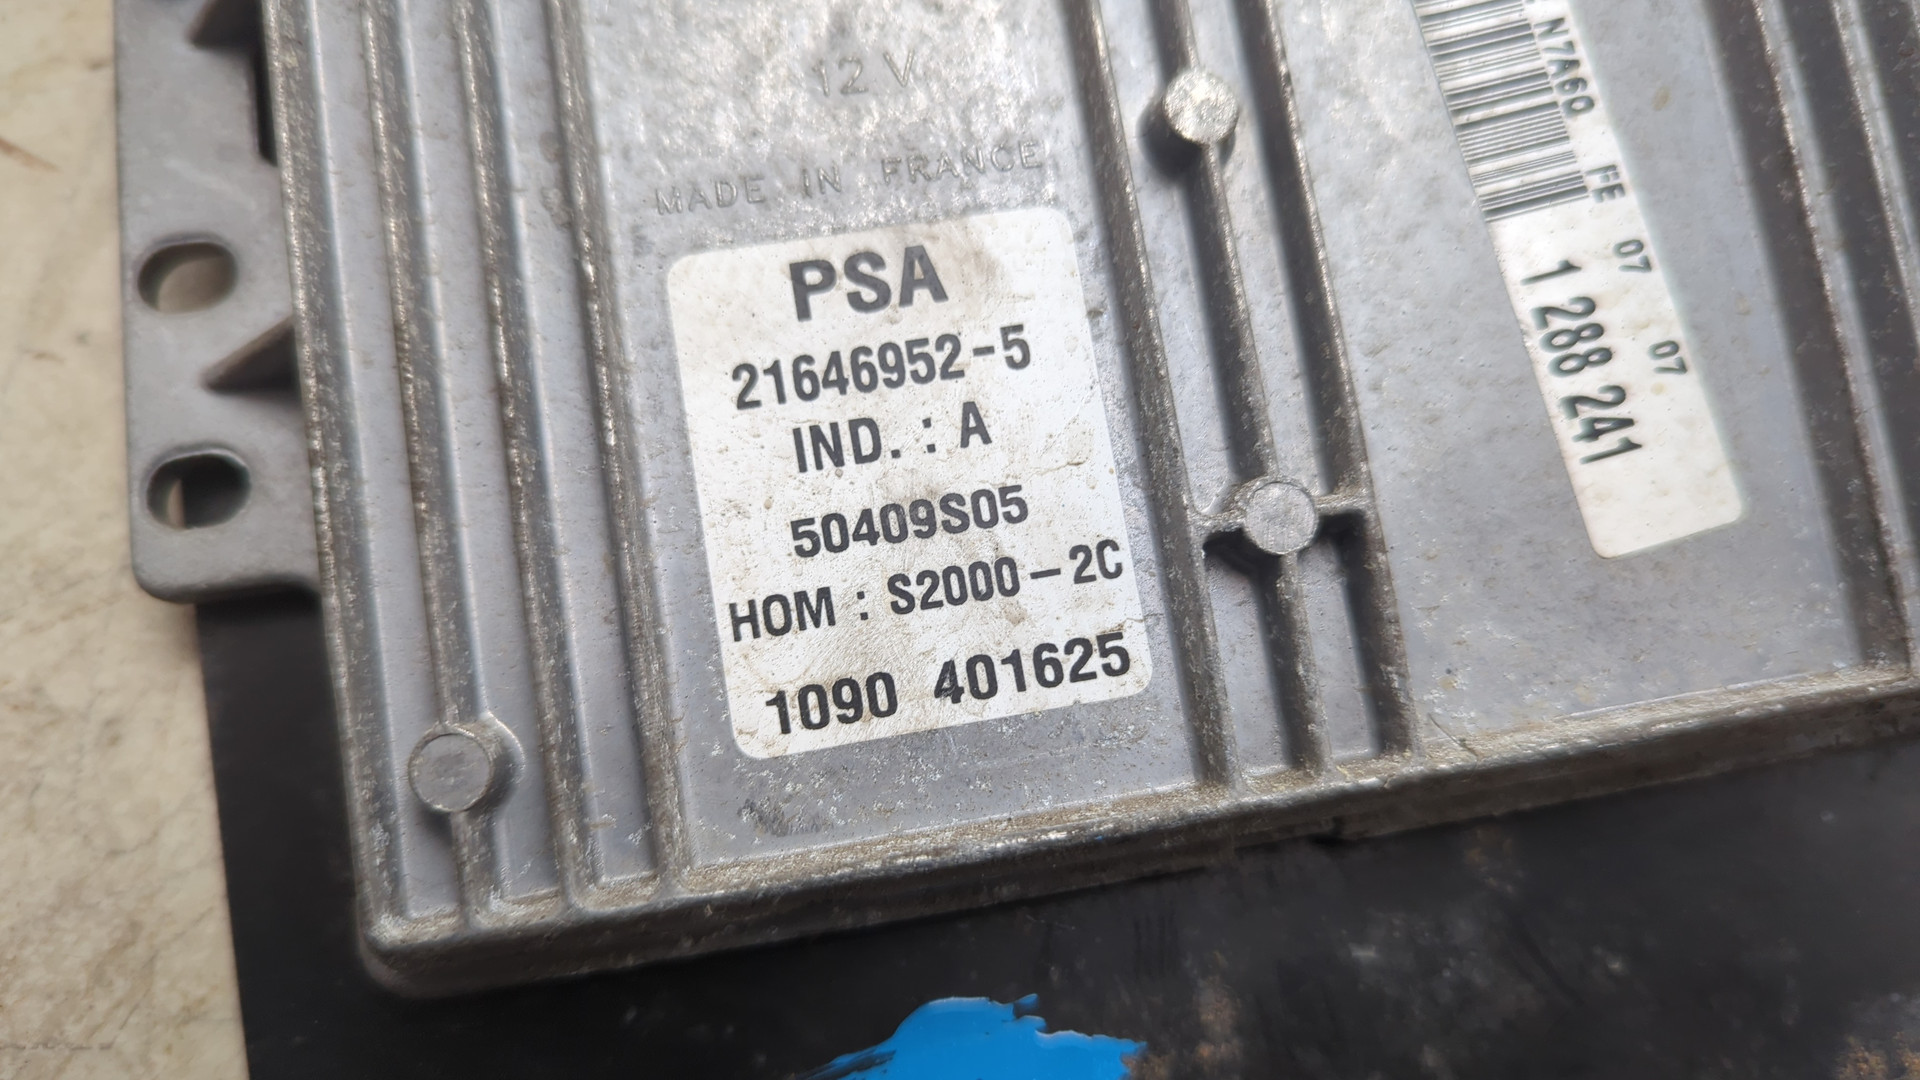 12 V
MADE IN FRANCE
PSA
21646952-5
IND. : A
50409S05
HOM : S2000-2C
1090 401625
N7A60 FE
07
07
1 288 241